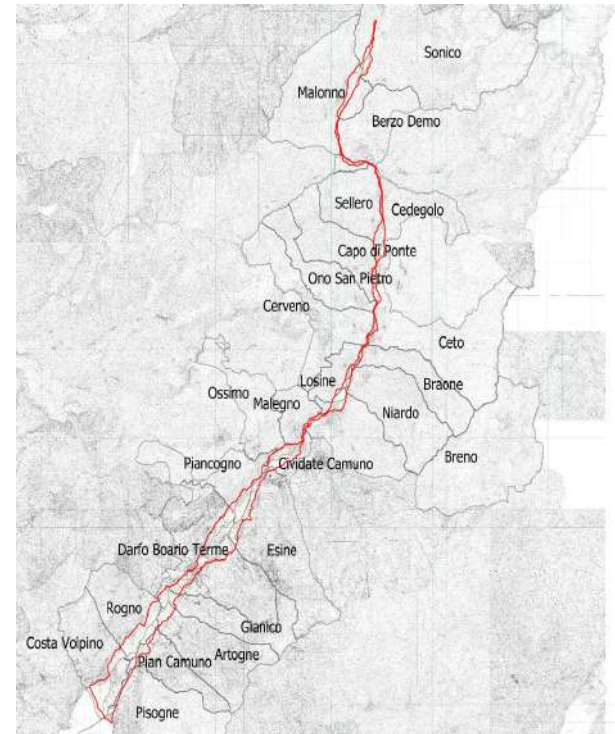 Sonico
Malonno
Berzo Demo
Sellero
Cedegolo
Capo di Ponte
Ono San Pietro
Cerveno
Ceto
Losine
Braone
Ossimo
Malegno
Niardo
Breno
Piancogno
Cividate Camuno
Darfo Boario Terme
Esine
Rogno
Gianico
Costa Volpino
Artogne
Pian Camuno
Pisogne